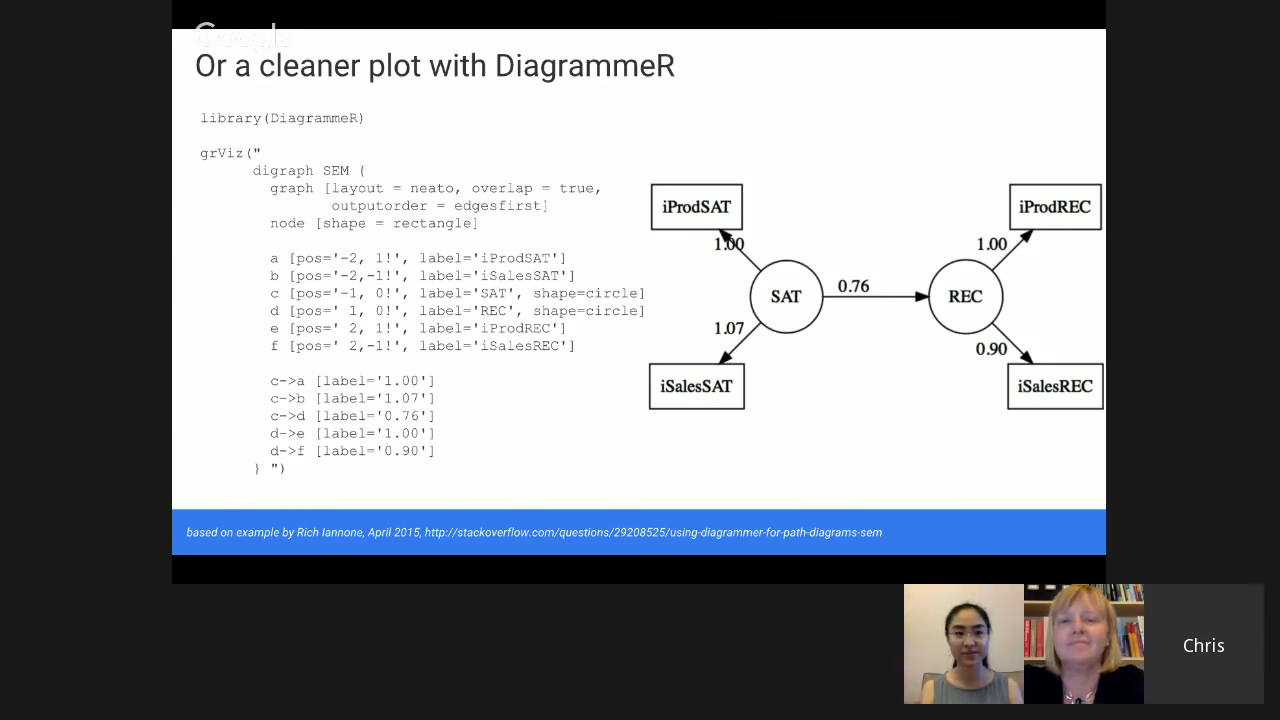 Google
Or a cleaner plot with DiagrammeR
library(DiagrammeR)
grViz("
digraph SEM {
graph [layout = neato, overlap = true,
outputorder = edgesfirst]
node [shape = rectangle]
a [pos='-2, 1!', label='iProdSAT']
b [pos='-2,-1!', label='iSalesSAT']
c [pos='-1, 0!', label='SAT', shape=circle]
d [pos=' 1, 0!', label='REC', shape=circle]
e [pos=' 2, 1!', label='iProdREC']
f [pos=' 2,-1!', label='iSalesREC']
c->a [label='1.00']
c->b [label='1.07']
c->d [label='0.76']
d->e [label='1.00']
d->f [label='0.90']
} ")
iProdSAT
iProdREC
1.00
1.00
SAT
0.76
REC
1.07
0.90
iSalesSAT
iSalesREC
based on example by Rich Iannone, April 2015, http://stackoverflow.com/questions/29208525/using-diagrammer-for-path-diagrams-sem
Chris